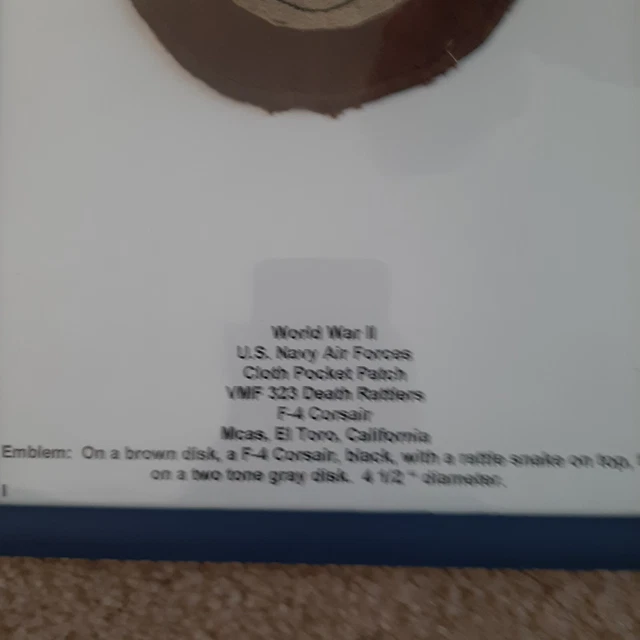 World War II
U.S. Navy Air Forces
Cloth Pocket Patch
VMF 323 Death Rattlers
F-4 Corsair
Mcas, El Toro, California
Emblem: On a brown disk, a F-4 Corsair, black, with a rattle snake on top,
on a two tone gray disk. 4 1/2 " diameter.